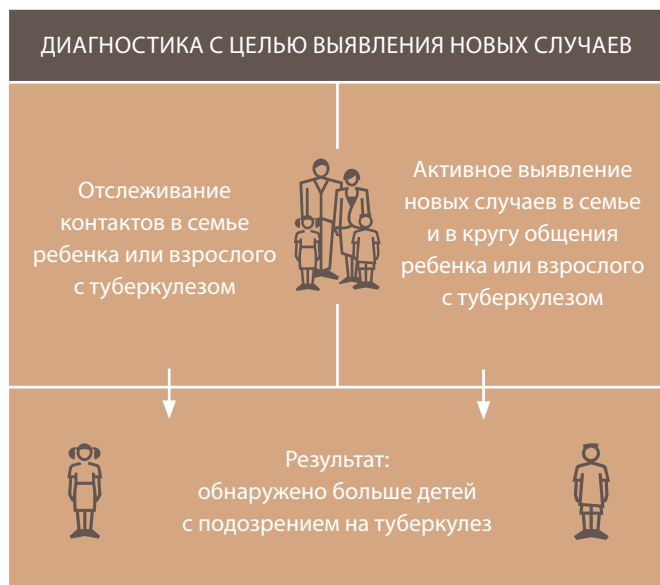 ДИАГНОСТИКА С ЦЕЛЬЮ ВЫЯВЛЕНИЯ НОВЫХ СЛУЧАЕВ
Отслеживание
контактов в семье
ребенка или взрослого
с туберкулезом
Активное выявление
новых случаев в семье
и в кругу общения
ребенка или взрослого
с туберкулезом
Результат:
обнаружено больше детей
с подозрением на туберкулез